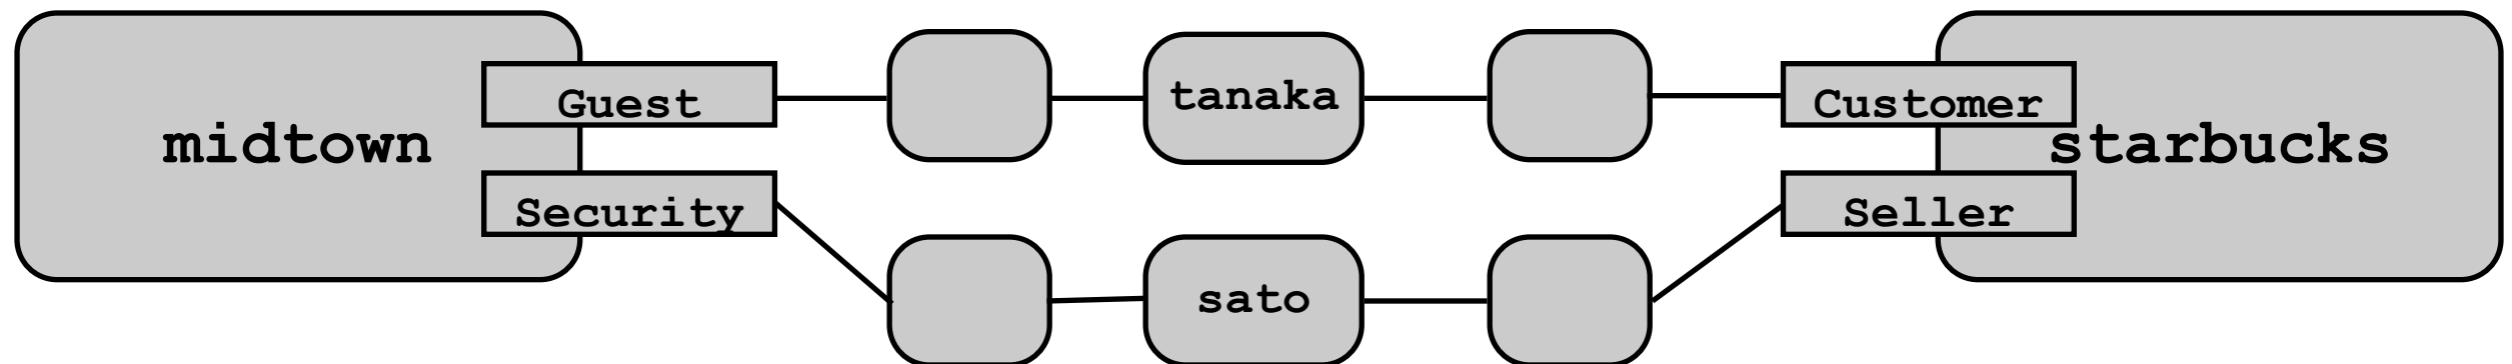 midtown
Guest
Security
tanaka
sato
Customer
Seller
starbucks